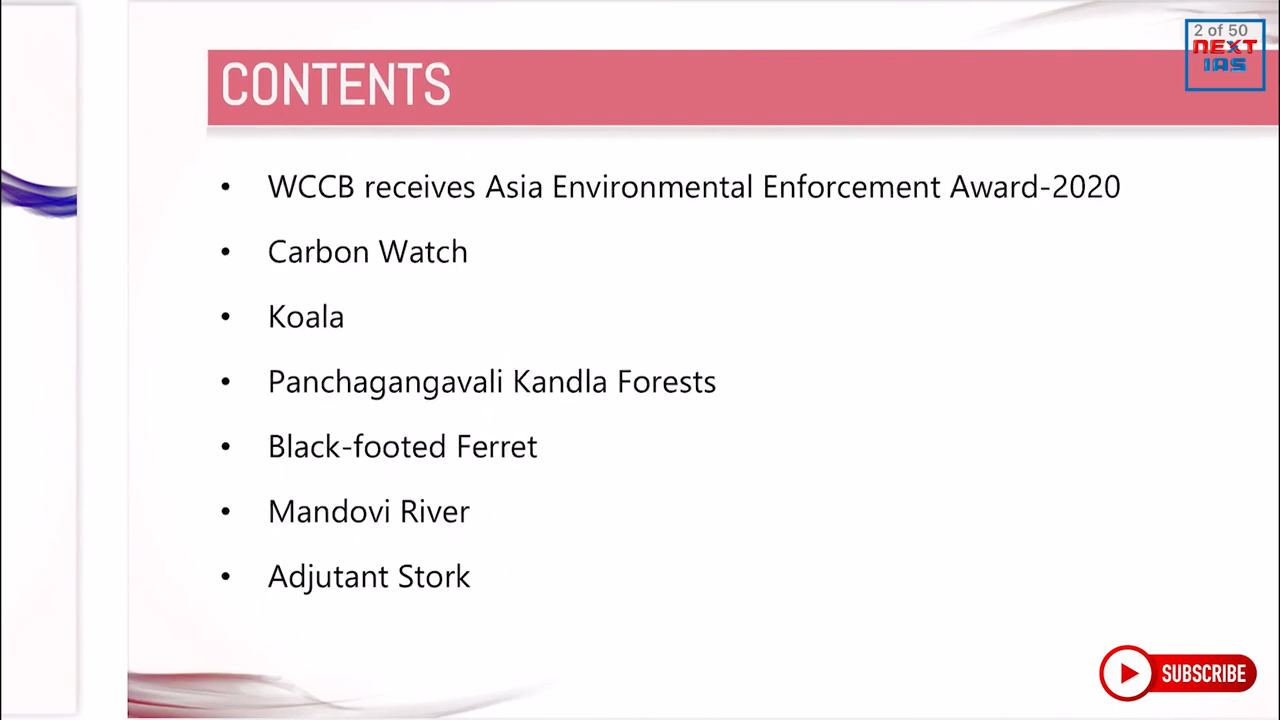 2 of 50
NEXT
IAS
CONTENTS
• WCCB receives Asia Environmental Enforcement Award-2020
• Carbon Watch
• Koala
• Panchagangavali Kandla Forests
• Black-footed Ferret
• Mandovi River
• Adjutant Stork
SUBSCRIBE